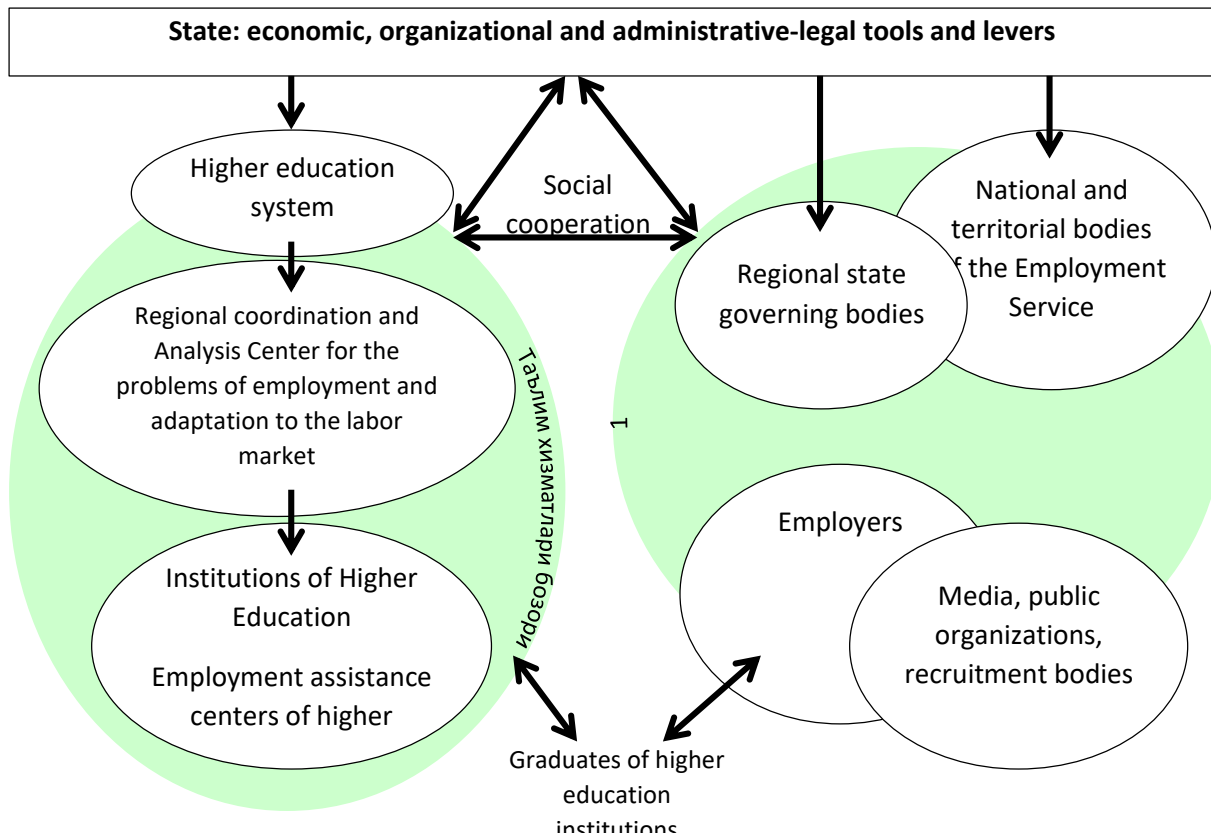 State: economic, organizational and administrative-legal tools and levers
Higher education
system
Social
cooperation
National and
territorial bodies
of the Employment
Service
Regional state
governing bodies
Regional coordination and
Analysis Center for the
problems of employment and
adaptation to the labor
market
Таълим хизматлари бозори
1
Institutions of Higher
Education
Employment assistance
centers of higher
Employers
Media, public
organizations,
recruitment bodies
Graduates of higher
education
institutions